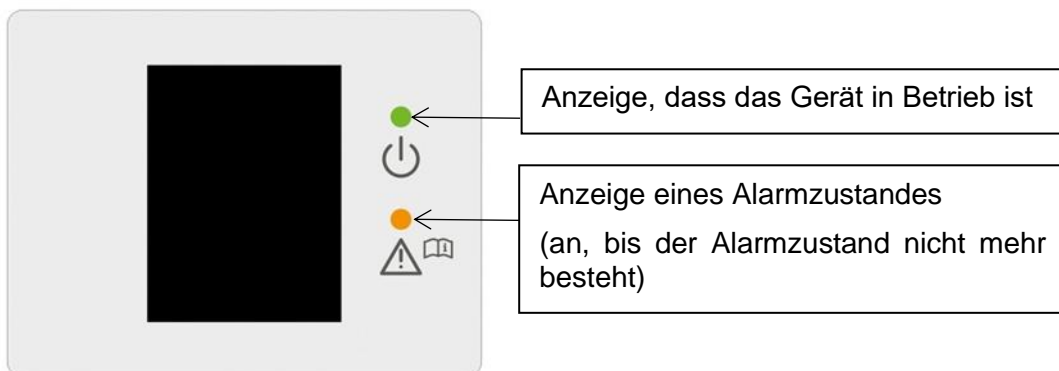 Anzeige, dass das Gerät in Betrieb ist
Anzeige eines Alarmzustandes
(an, bis der Alarmzustand nicht mehr
besteht)